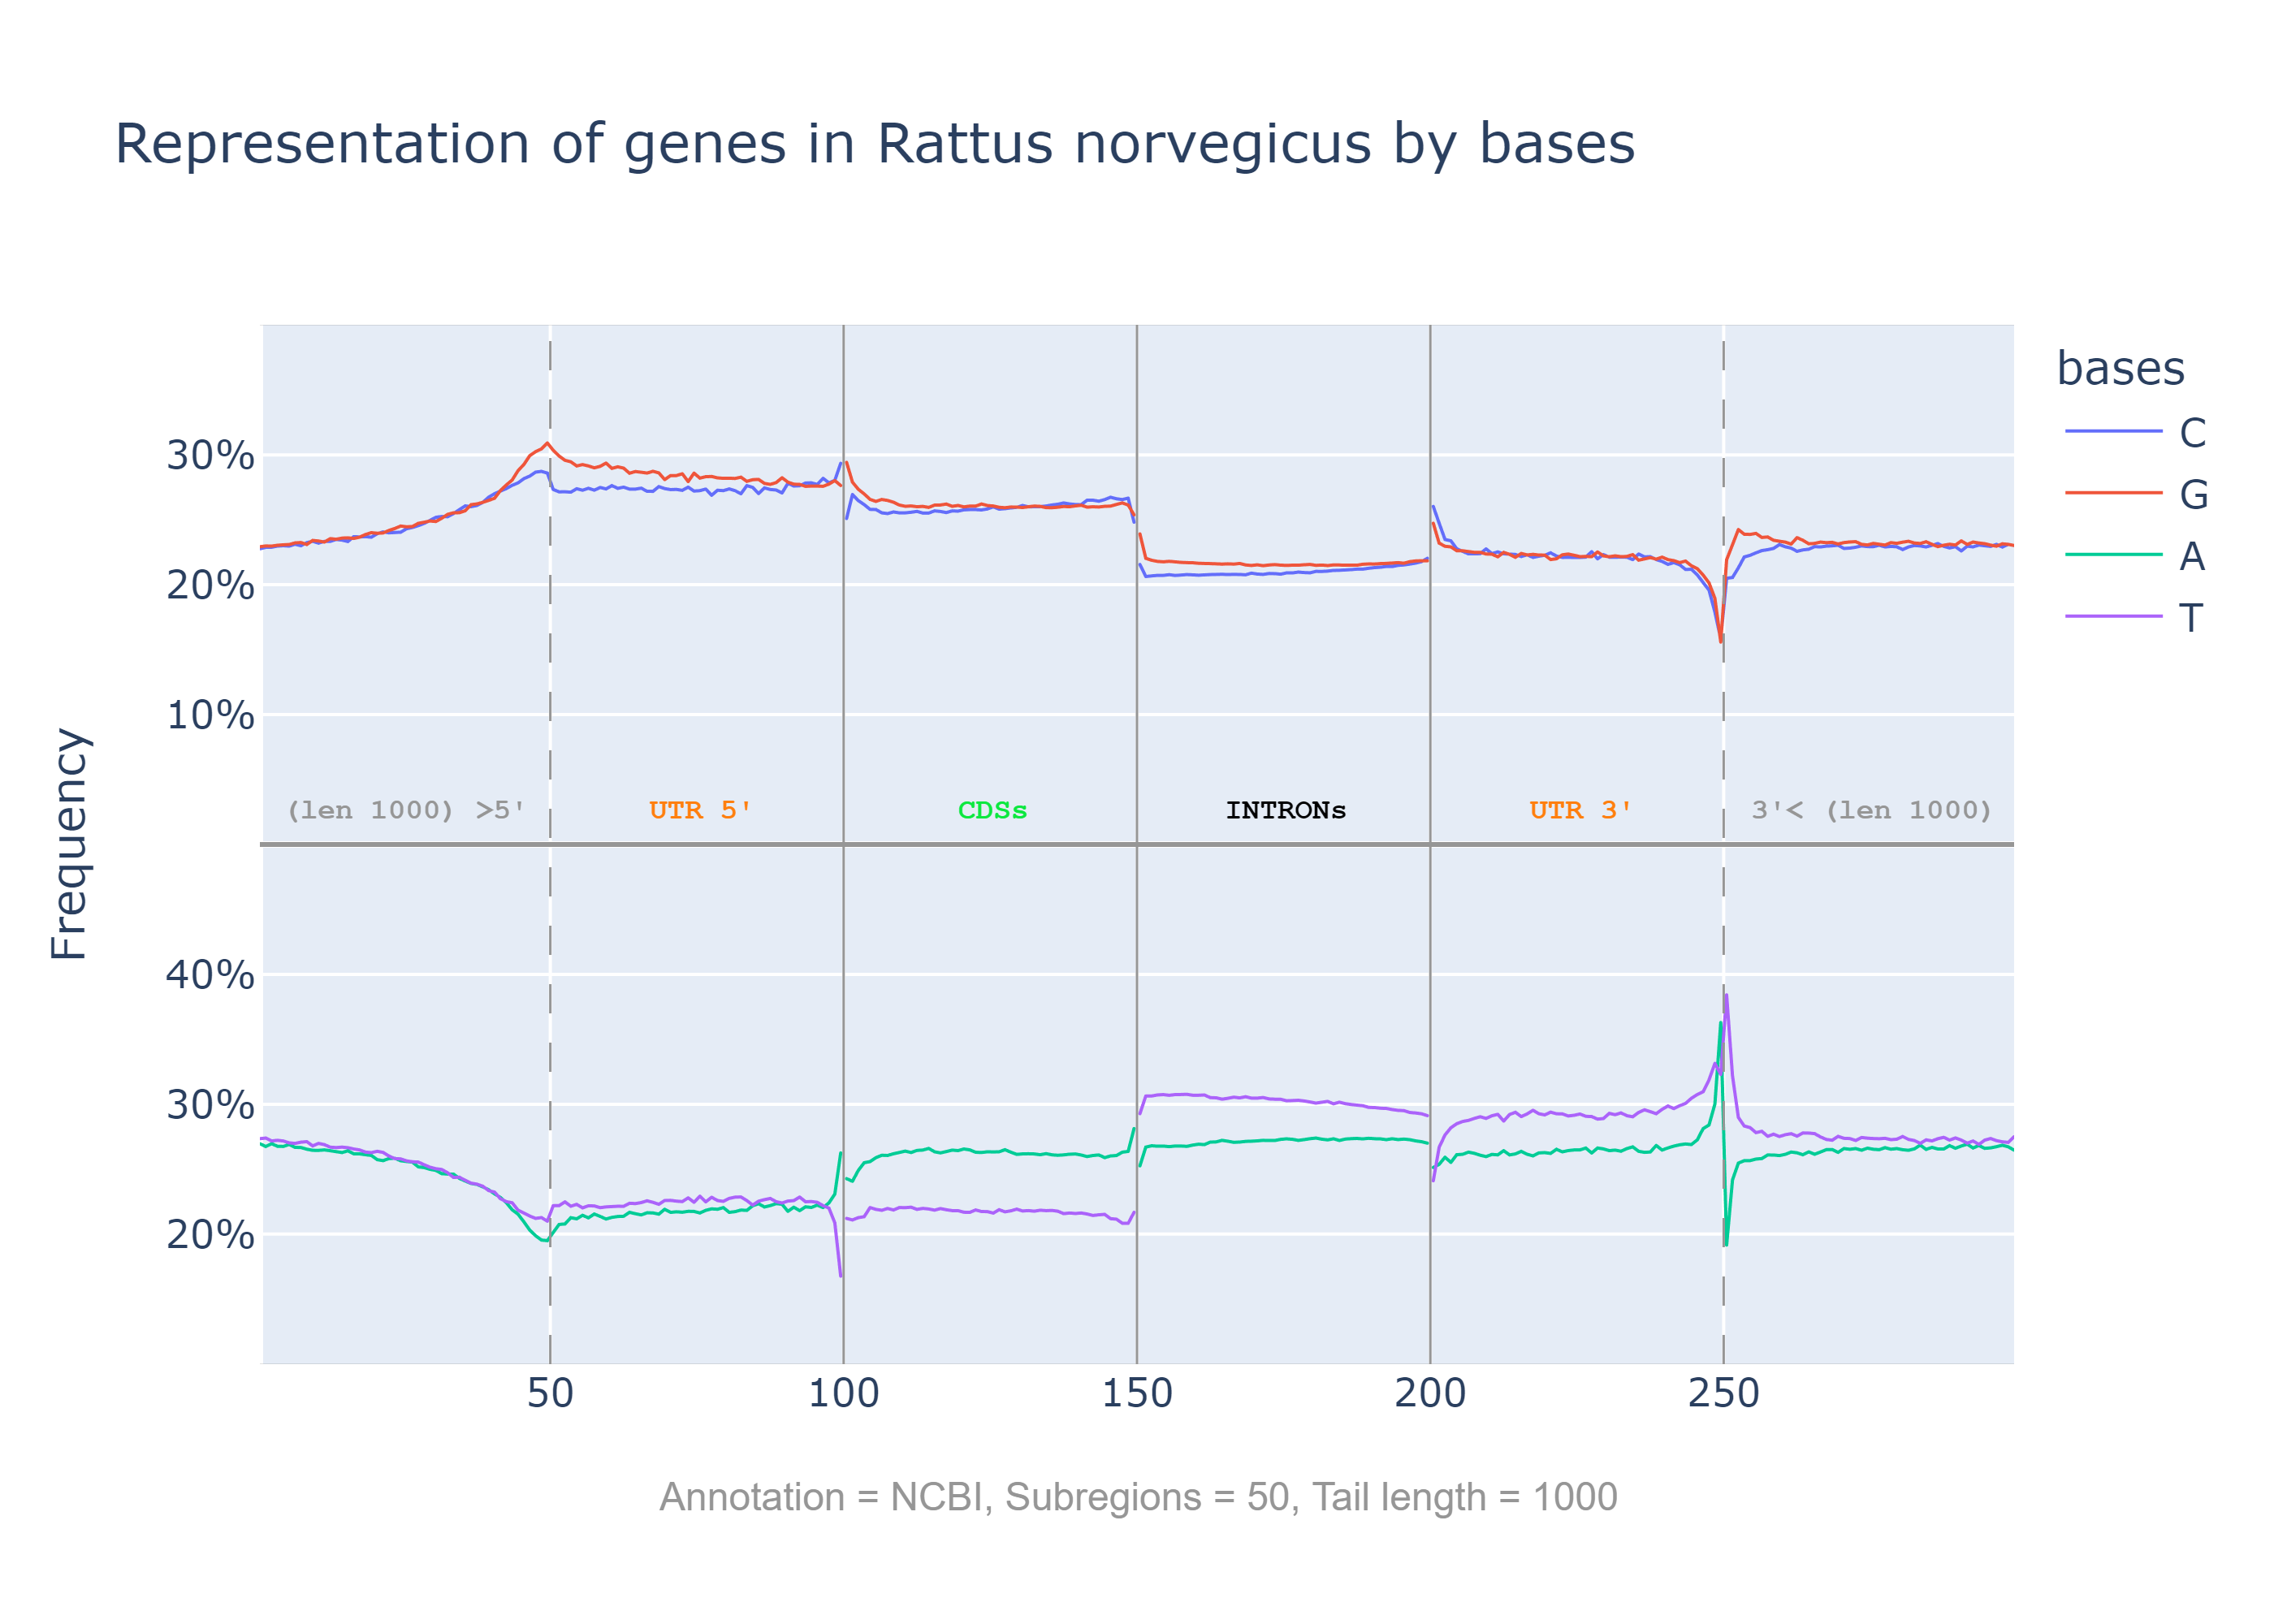 Representation of genes in Rattus norvegicus by bases
bases
C
G
A
T
30%
20%
10%
(len 1000) >5'
UTR 5'
CDSs
INTRONs
UTR 3'
3'< (len 1000)
Frequency
40%
30%
20%
50
100
150
200
250
Annotation = NCBI, Subregions = 50, Tail length = 1000